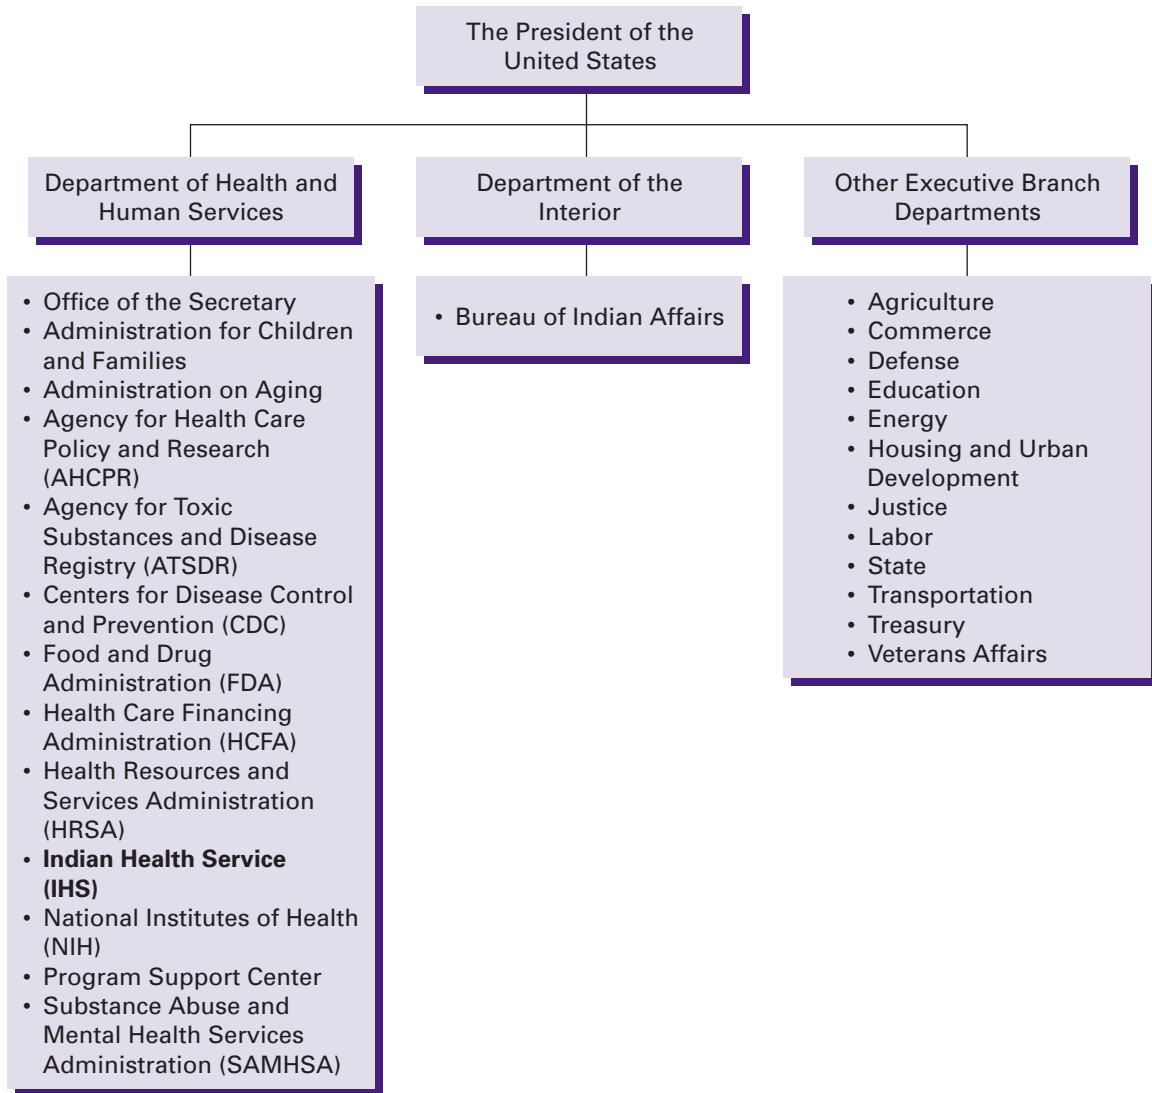 The President of the
United States
Department of Health and
Human Services
Department of the
Interior
Other Executive Branch
Departments
• Office of the Secretary
• Administration for Children
and Families
• Administration on Aging
• Agency for Health Care
Policy and Research
(AHCPR)
• Agency for Toxic
Substances and Disease
Registry (ATSDR)
• Centers for Disease Control
and Prevention (CDC)
• Food and Drug
Administration (FDA)
• Health Care Financing
Administration (HCFA)
• Health Resources and
Services Administration
(HRSA)
• Indian Health Service
(IHS)
• National Institutes of Health
(NIH)
• Program Support Center
• Substance Abuse and
Mental Health Services
Administration (SAMHSA)
• Bureau of Indian Affairs
• Agriculture
• Commerce
• Defense
• Education
• Energy
• Housing and Urban
Development
• Justice
• Labor
• State
• Transportation
• Treasury
• Veterans Affairs